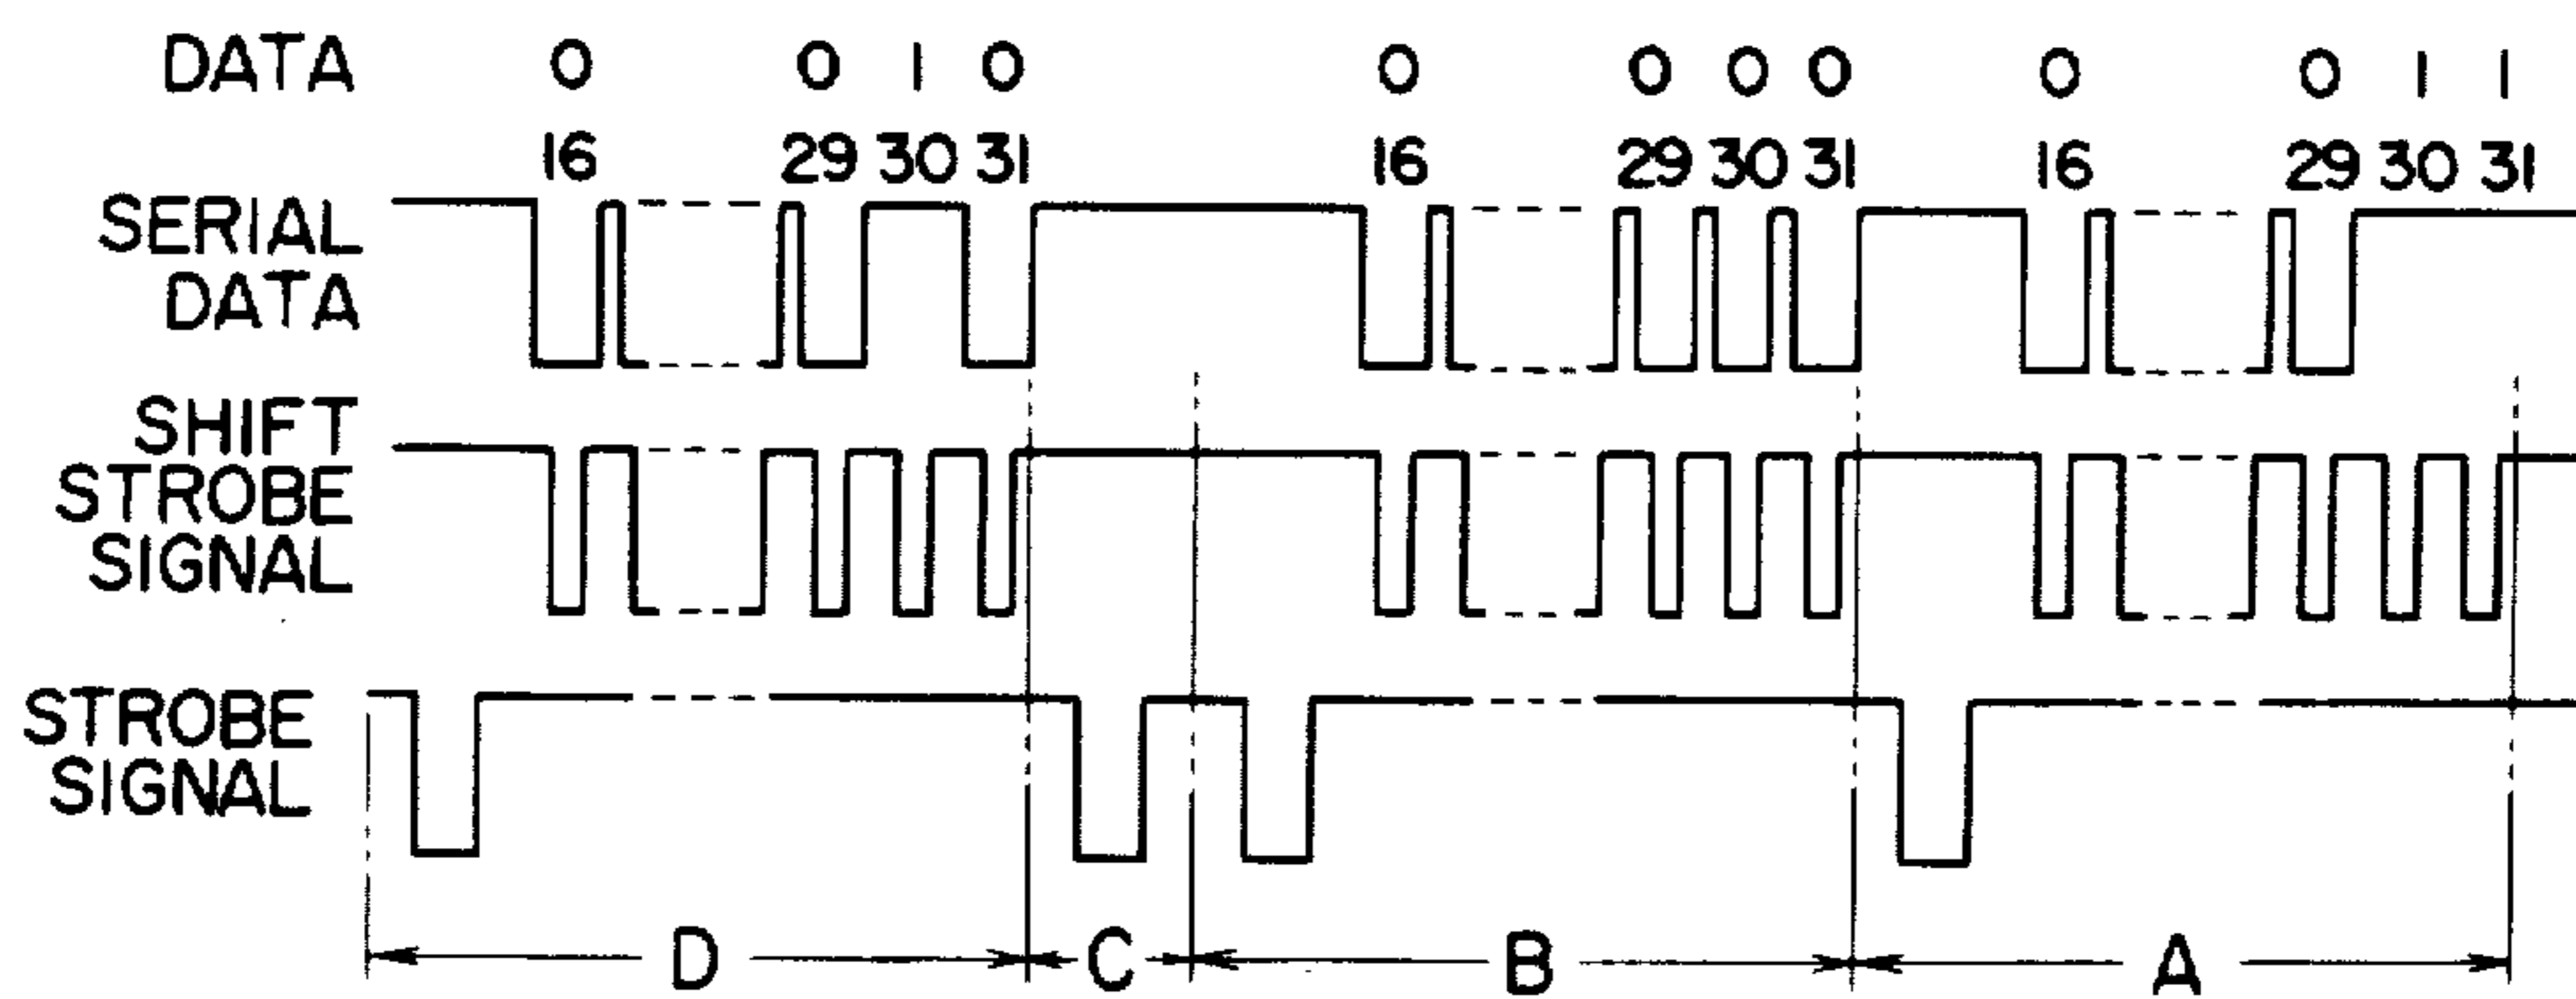 DATA 0 0 1 0 0 0 0 0 0 0 1 1
16 29 30 31 16 29 30 31 16 29 30 31
SERIAL
DATA
SHIFT
STROBE
SIGNAL
STROBE
SIGNAL
D C B A